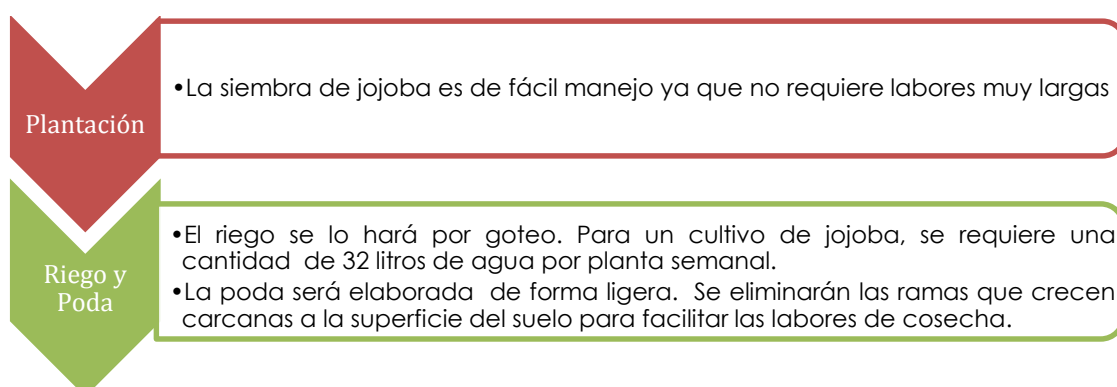 Plantación
•La siembra de jojoba es de fácil manejo ya que no requiere labores muy largas
Riego y
Poda
•El riego se lo hará por goteo. Para un cultivo de jojoba, se requiere una
cantidad de 32 litros de agua por planta semanal.
•La poda será elaborada de forma ligera. Se eliminarán las ramas que crecen
carcanas a la superficie del suelo para facilitar las labores de cosecha.